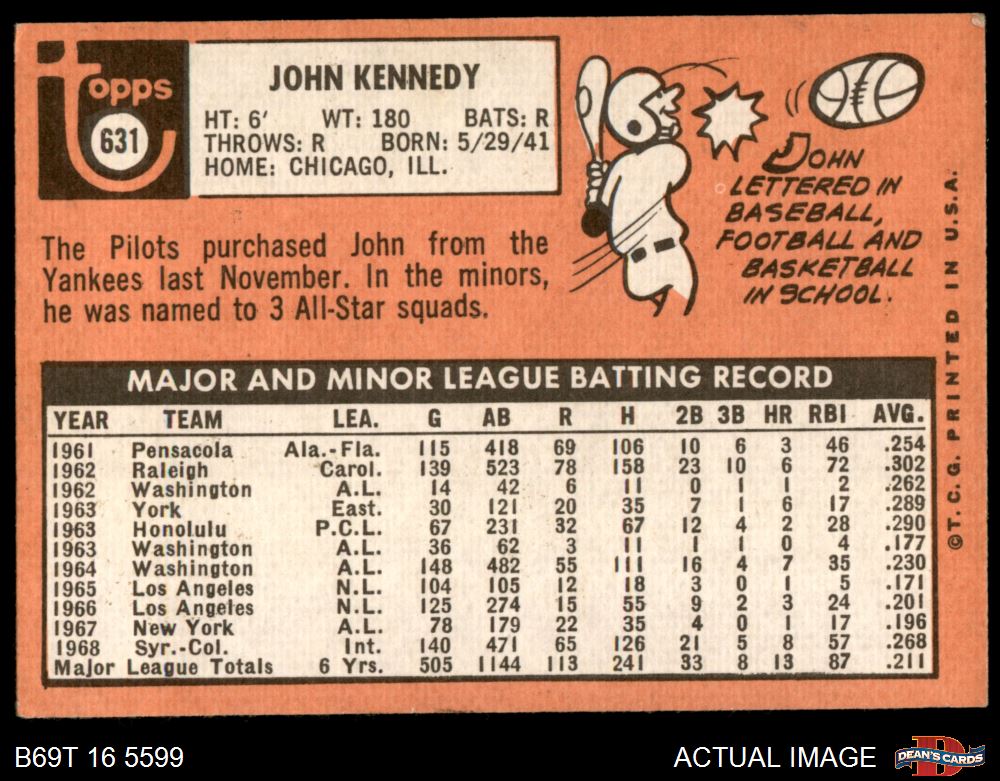 topps
631
JOHN KENNEDY
HT: 6' WT: 180 BATS: R
THROWS: R BORN: 5/29/41
HOME: CHICAGO, ILL.
The Pilots purchased John from the
Yankees last November. In the minors,
he was named to 3 All-Star squads.
JOHN
LETTERED IN
BASEBALL,
FOOTBALL AND
BASKETBALL
IN SCHOOL.
©T. C. G. PRINTED IN U.S.A.
MAJOR AND MINOR LEAGUE BATTING RECORD
YEAR TEAM LEA. G AB R H 2B 3B HR RBI AVG.
1961 Pensacola Ala.-Fla. 115 418 69 106 10 6 3 46 .254
1962 Raleigh Carol. 139 523 78 158 23 10 6 72 .302
1962 Washington A.L. 14 42 6 11 0 1 1 2 .262
1963 York East. 30 121 20 35 7 1 6 17 .289
1963 Honolulu P.C.L. 67 231 32 67 12 4 2 28 .290
1963 Washington A.L. 36 62 3 11 1 1 0 4 .177
1964 Washington A.L. 148 482 55 111 16 4 7 35 .230
1965 Los Angeles N.L. 104 105 12 18 3 0 1 5 .171
1966 Los Angeles N.L. 125 274 15 55 9 2 3 24 .201
1967 New York A.L. 78 179 22 35 4 0 1 17 .196
1968 Syr.-Col. Int. 140 471 65 126 21 5 8 57 .268
Major League Totals 6 Yrs. 505 1144 113 241 33 8 13 87 .211
B69T 16 5599
ACTUAL IMAGE
D
DEAN'S CARDS